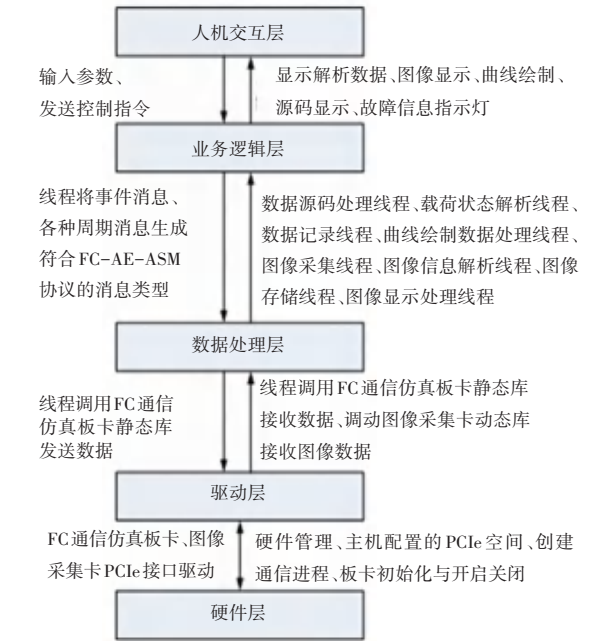 人机交互层
输入参数、
发送控制指令
显示解析数据、图像显示、曲线绘制、
源码显示、故障信息指示灯
业务逻辑层
线程将事件消息、
各种周期消息生成
符合FC-AE-ASM
协议的消息类型
数据源码处理线程、载荷状态解析线程、
数据记录线程、曲线绘制数据处理线程、
图像采集线程、图像信息解析线程、图像
存储线程、图像显示处理线程
数据处理层
线程调用FC通信
仿真板卡静态库
发送数据
线程调用FC通信仿真板卡静态库
接收数据、调动图像采集卡动态库
接收图像数据
驱动层
FC通信仿真板卡、图像
采集卡PCIe接口驱动
硬件管理、主机配置的PCIe空间、创建
通信进程、板卡初始化与开启关闭
硬件层